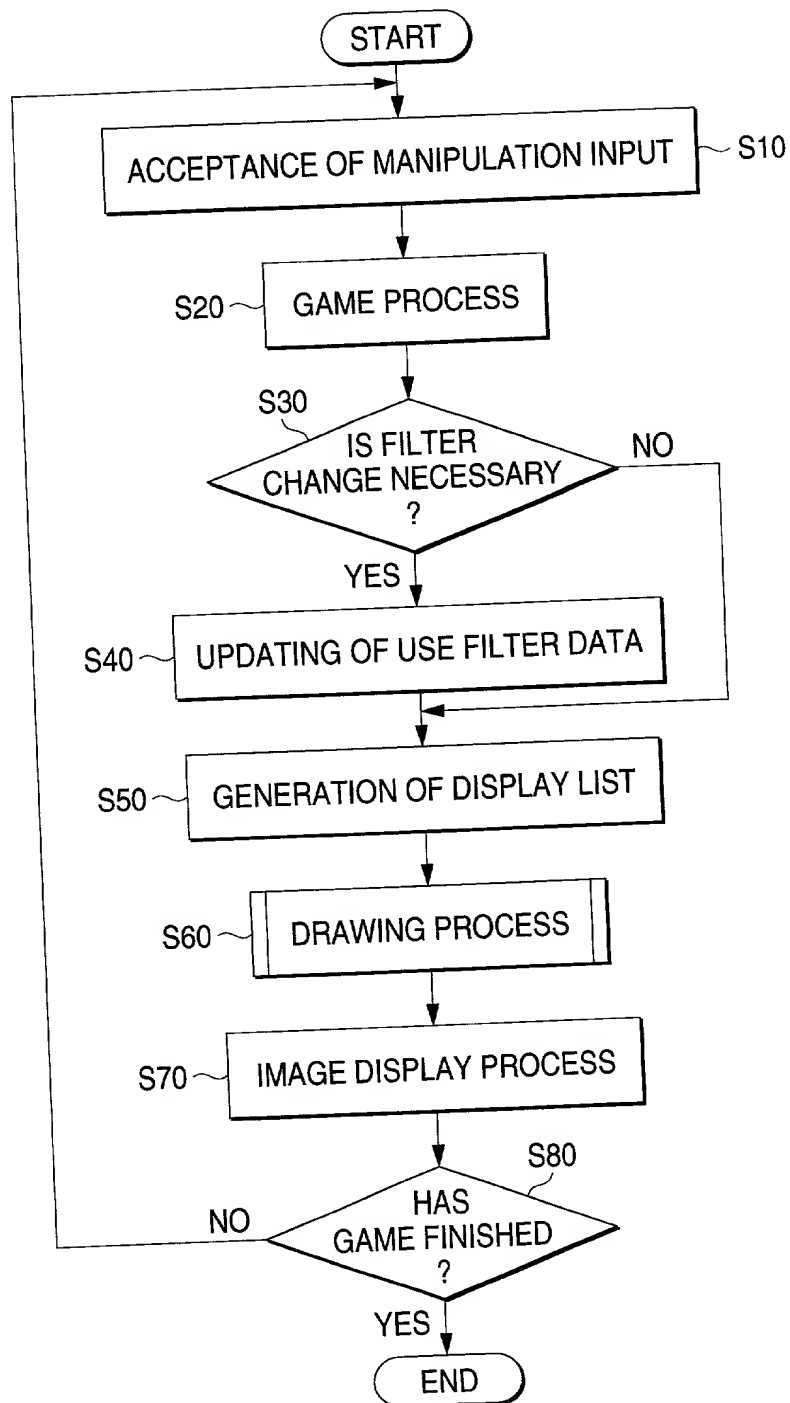 START
ACCEPTANCE OF MANIPULATION INPUT
S10
S20
GAME PROCESS
S30
IS FILTER
CHANGE NECESSARY
?
NO
YES
S40
UPDATING OF USE FILTER DATA
S50
GENERATION OF DISPLAY LIST
S60
DRAWING PROCESS
S70
IMAGE DISPLAY PROCESS
S80
HAS
GAME FINISHED
?
NO
YES
END